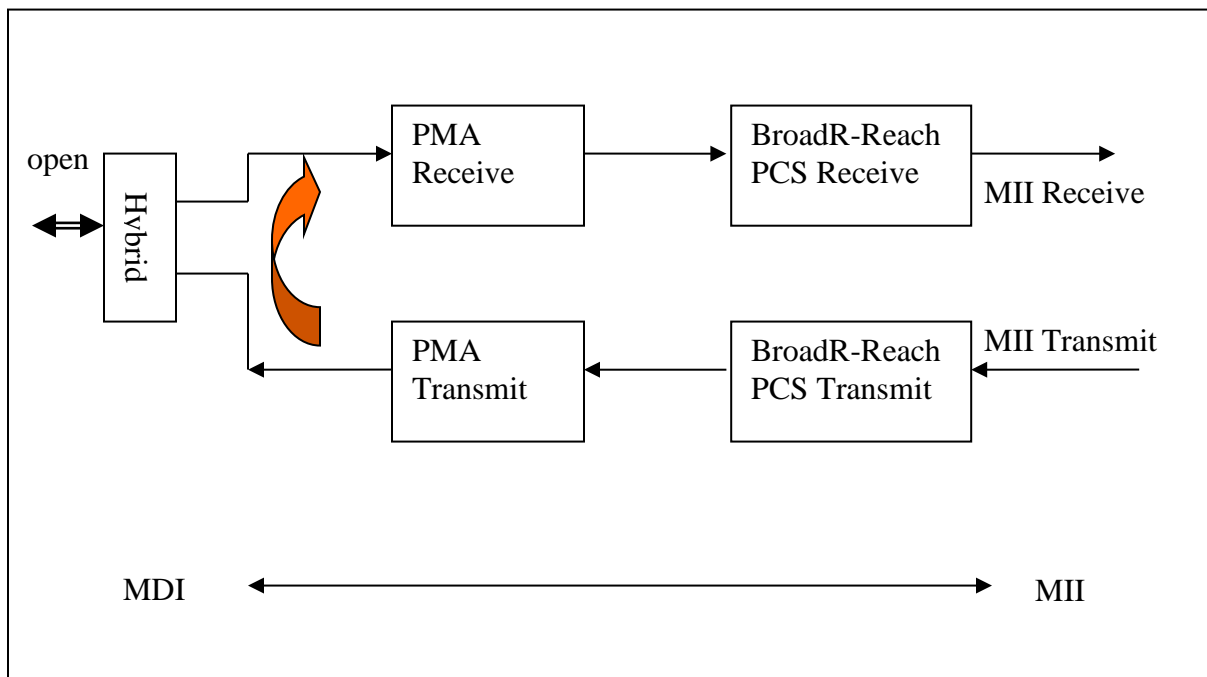 open
Hybrid
PMA
Receive
BroadR-Reach
PCS Receive
MII Receive
PMA
Transmit
BroadR-Reach
PCS Transmit
MII Transmit
MDI
MII